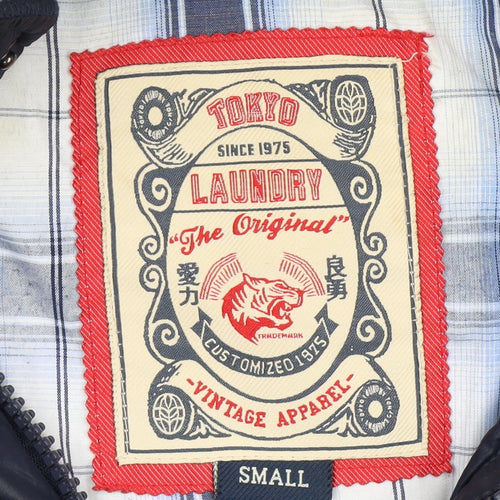 TOKYO
SINCE 1975
LAUNDRY
"The Original"
愛力
良勇
TRADEMARK
CUSTOMIZED 1975
-VINTAGE APPAREL-
SMALL